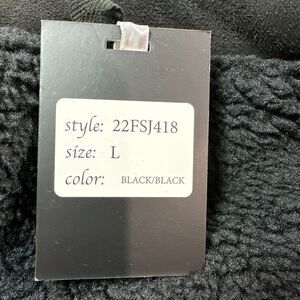 style: 22FSJ418
size: L
color: BLACK/BLACK